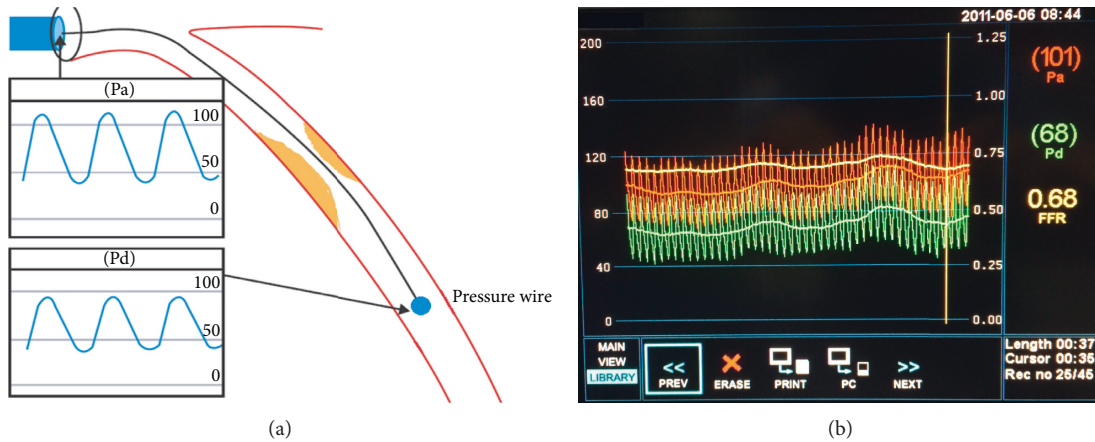 (Pa)
100
50
0
(Pd)
100
50
0
Pressure wire
(a)
2011-06-06 08:44
200
160
120
80
40
0
1.25
1.00
0.75
0.50
0.25
0.00
(101)
Pa
(68)
Pd
0.68
FFR
MAIN
VIEW
LIBRARY
<<
PREV
ERASE
PRINT
PC
>>
NEXT
Length 00:37
Cursor 00:35
Rec no 25/45
(b)